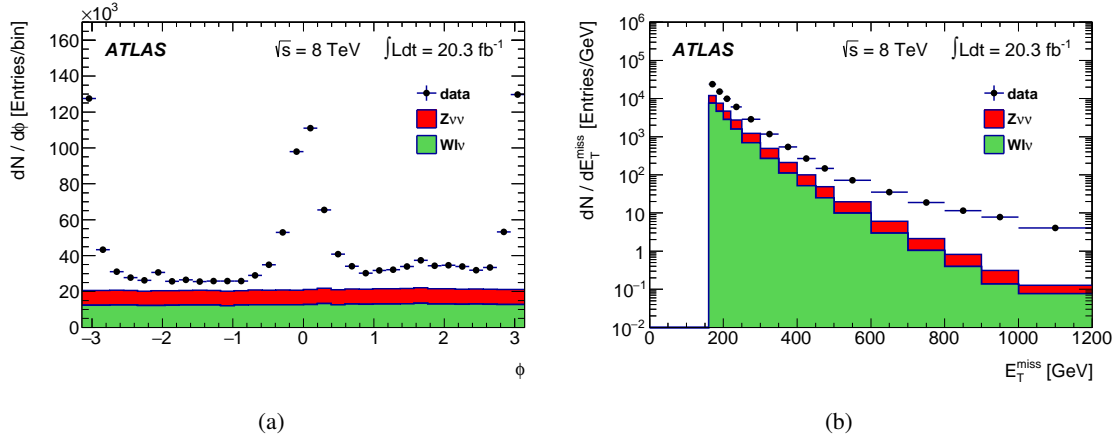 ×10³
160
140
120
100
80
60
40
20
0
dN / dϕ [Entries/bin]
ATLAS
√s = 8 TeV
∫Ldt = 20.3 fb⁻¹
data
Zνν
Wlν
−3 −2 −1 0 1 2 3
ϕ
(a)
10⁶
10⁵
10⁴
10³
10²
10
1
10⁻¹
10⁻²
dN / dE_T^miss [Entries/GeV]
ATLAS
√s = 8 TeV
∫Ldt = 20.3 fb⁻¹
data
Zνν
Wlν
0 200 400 600 800 1000 1200
E_T^miss [GeV]
(b)